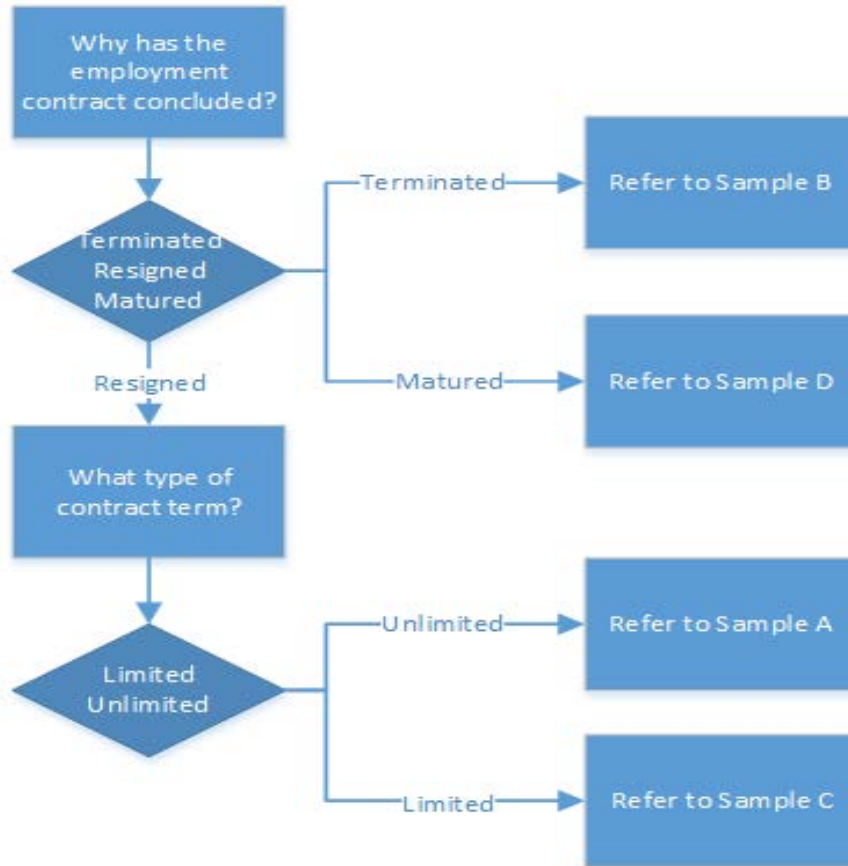 Why has the
employment
contract concluded?
Terminated
Resigned
Matured
Terminated
Refer to Sample B
Matured
Refer to Sample D
Resigned
What type of
contract term?
Limited
Unlimited
Unlimited
Refer to Sample A
Limited
Refer to Sample C